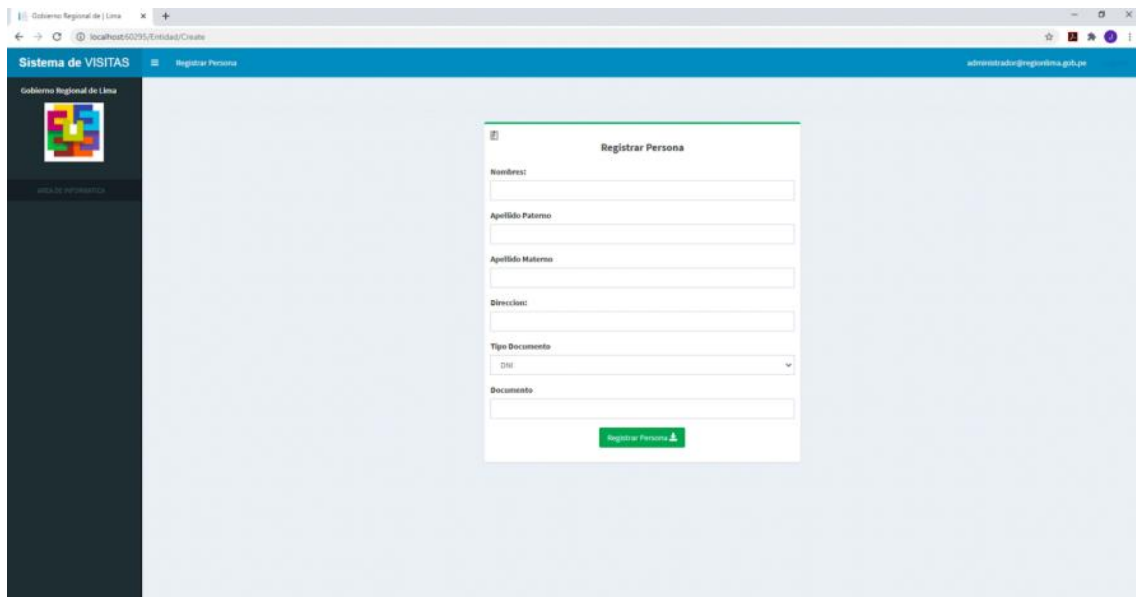 Gobierno Regional de | Lima
localhost:60295/Entidad/Create
J
Sistema de VISITAS
Registrar Persona
administrador@regionlima.gob.pe
Gobierno Regional de Lima
AREA DE INFORMATICA
Registrar Persona
Nombres:
Apellido Paterno
Apellido Materno
Direccion:
Tipo Documento
DNI
Documento
Registrar Persona